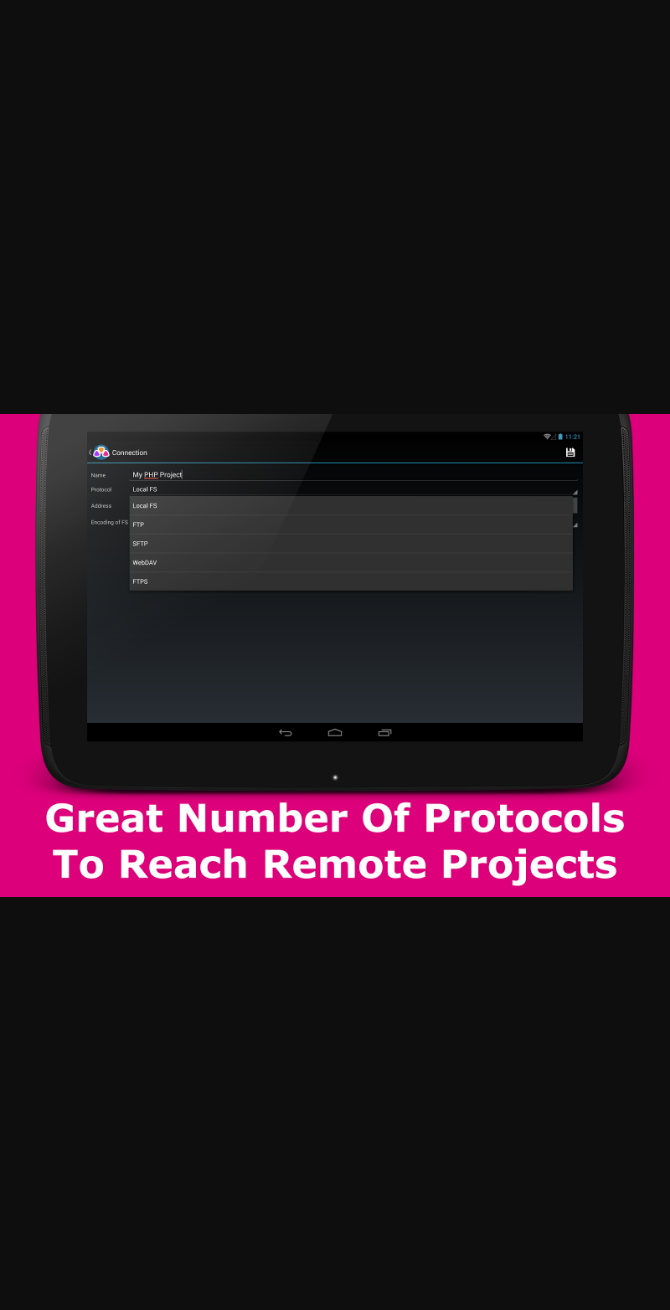 11:21
Connection
Name My PHP Project
Protocol Local FS
Address
Local FS
Encoding of FS
FTP
SFTP
WebDAV
FTPS
Great Number Of Protocols
To Reach Remote Projects